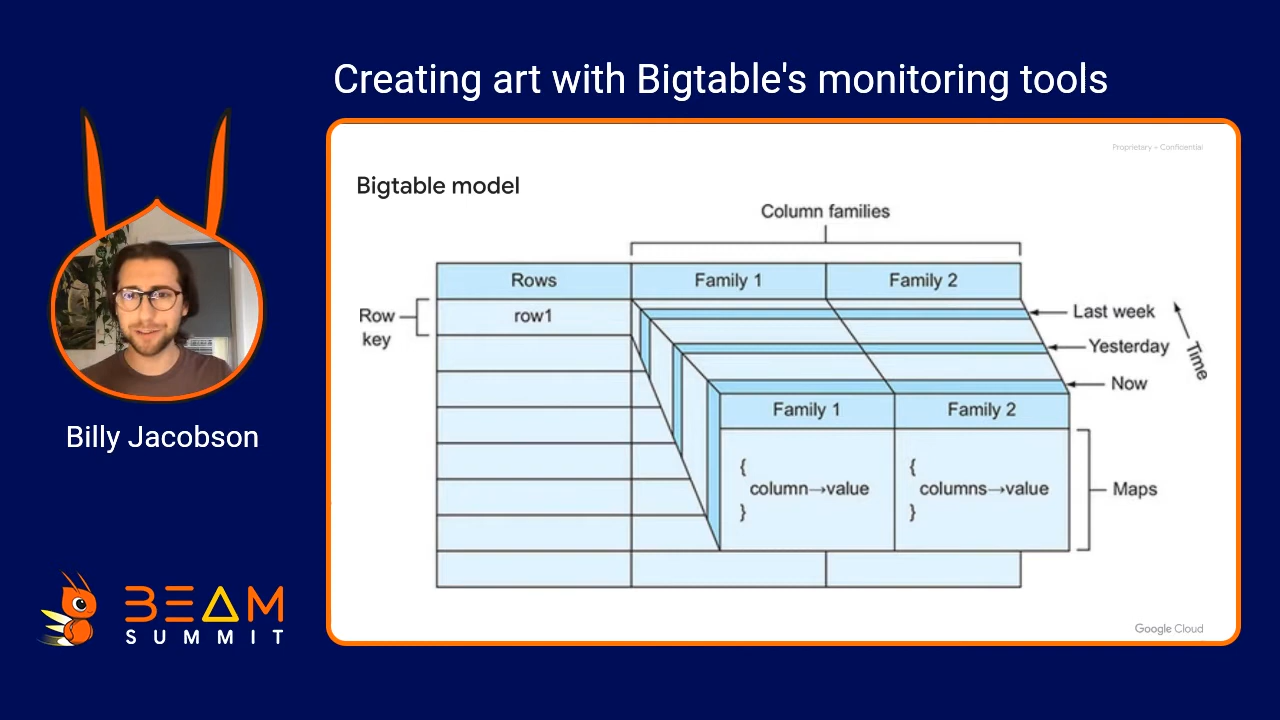 Creating art with Bigtable's monitoring tools
Proprietary + Confidential
Bigtable model
Column families
Rows
Family 1
Family 2
Row
key
row1
Last week
Yesterday
Now
Time
Family 1
Family 2
{
column→value
}
{
columns→value
}
Maps
Google Cloud
Billy Jacobson
BEAM
SUMMIT